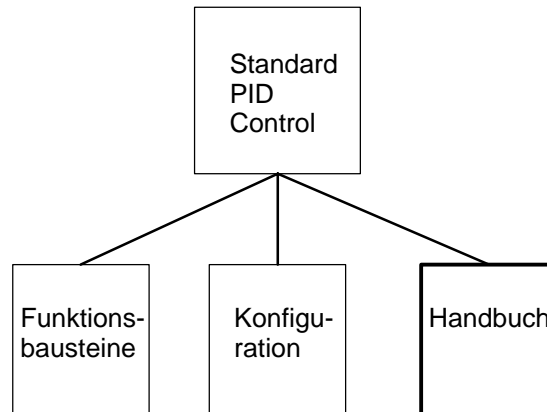 Standard
PID
Control
Funktions-
bausteine
Konfigu-
ration
Handbuch